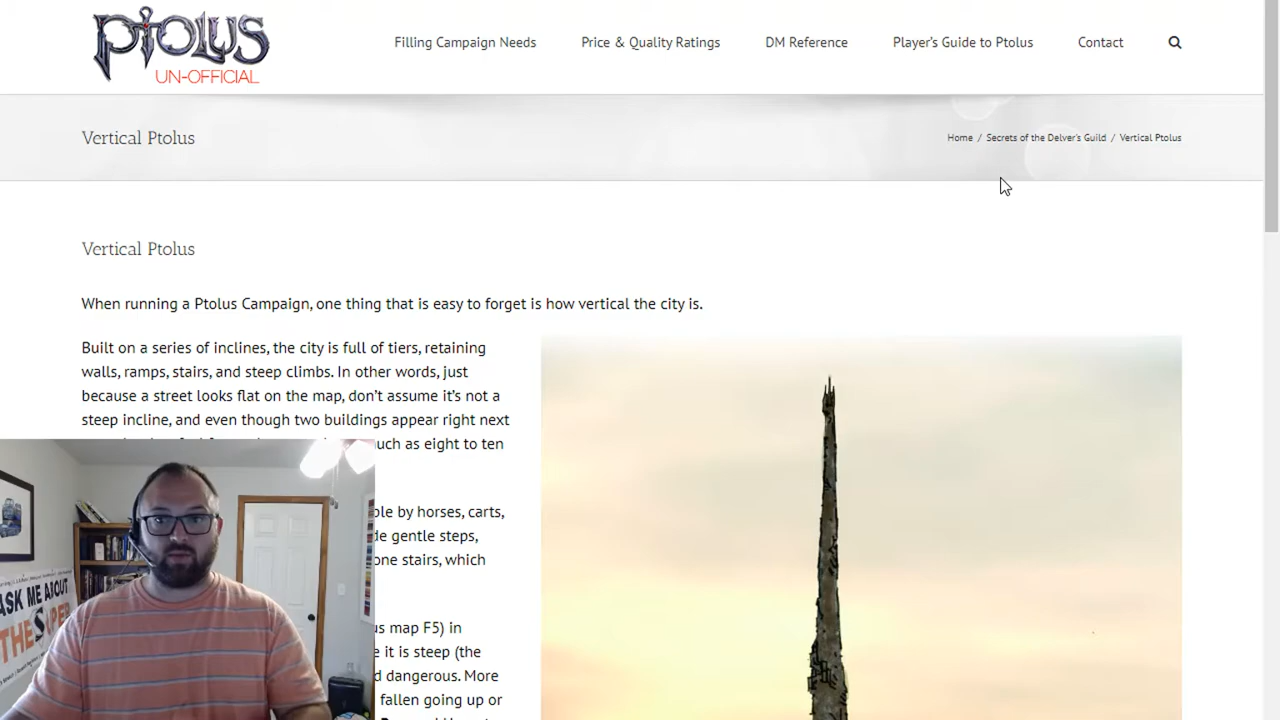 PTOLUS
UN-OFFICIAL
Filling Campaign Needs
Price & Quality Ratings
DM Reference
Player's Guide to Ptolus
Contact
Vertical Ptolus
Home / Secrets of the Delver's Guild / Vertical Ptolus
Vertical Ptolus
When running a Ptolus Campaign, one thing that is easy to forget is how vertical the city is.
Built on a series of inclines, the city is full of tiers, retaining
walls, ramps, stairs, and steep climbs. In other words, just
because a street looks flat on the map, don't assume it's not a
steep incline, and even though two buildings appear right next
much as eight to ten
by horses, carts,
gentle steps,
stairs, which
map F5) in
it is steep (the
dangerous. More
fallen going up or
ASK ME ABOUT
THE SUPER